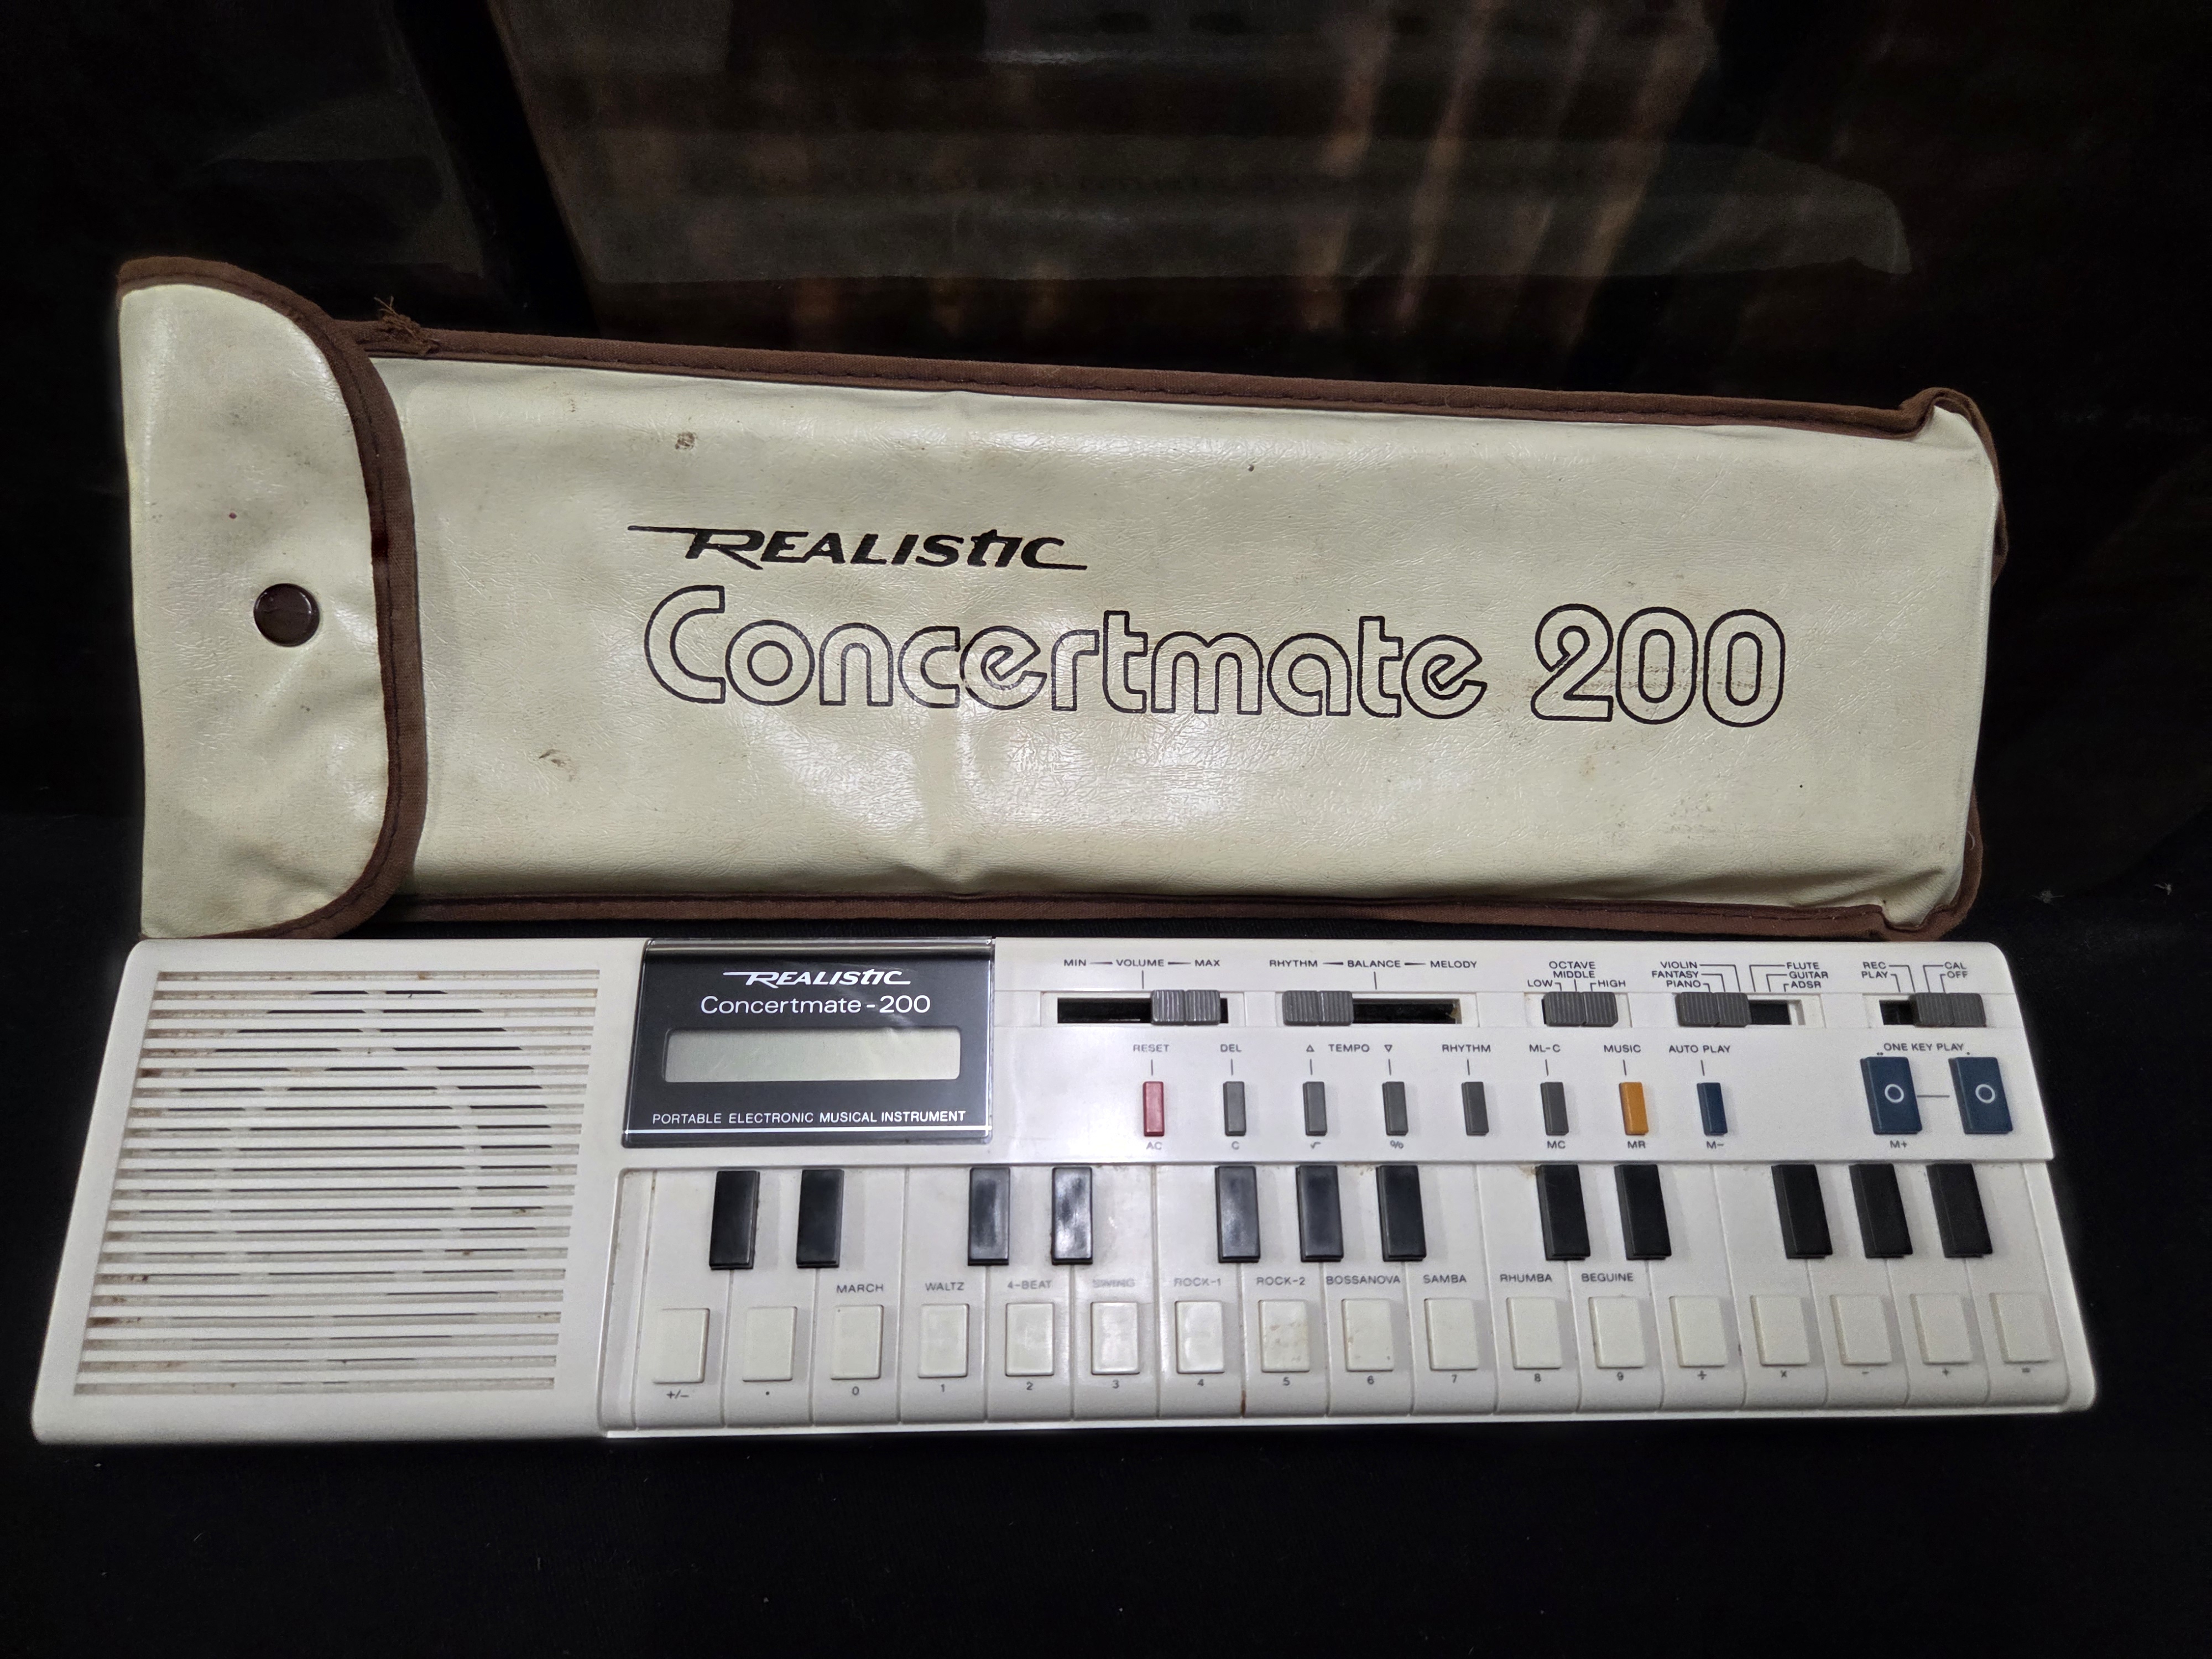 REALISTIC
Concertmate 200
REALISTIC
Concertmate-200
PORTABLE ELECTRONIC MUSICAL INSTRUMENT
MIN VOLUME MAX
RHYTHM BALANCE MELODY
OCTAVE
MIDDLE
LOW HIGH
VIOLIN FLUTE
FANTASY GUITAR
PIANO ADSR
REC CAL
PLAY OFF
RESET DEL △ TEMPO ▽ RHYTHM ML-C MUSIC AUTO PLAY ONE KEY PLAY
AC C √ % MC MR M- M+
MARCH WALTZ 4-BEAT SWING ROCK-1 ROCK-2 BOSSANOVA SAMBA RHUMBA BEGUINE
+/- · 0 1 2 3 4 5 6 7 8 9 ÷ × - + =